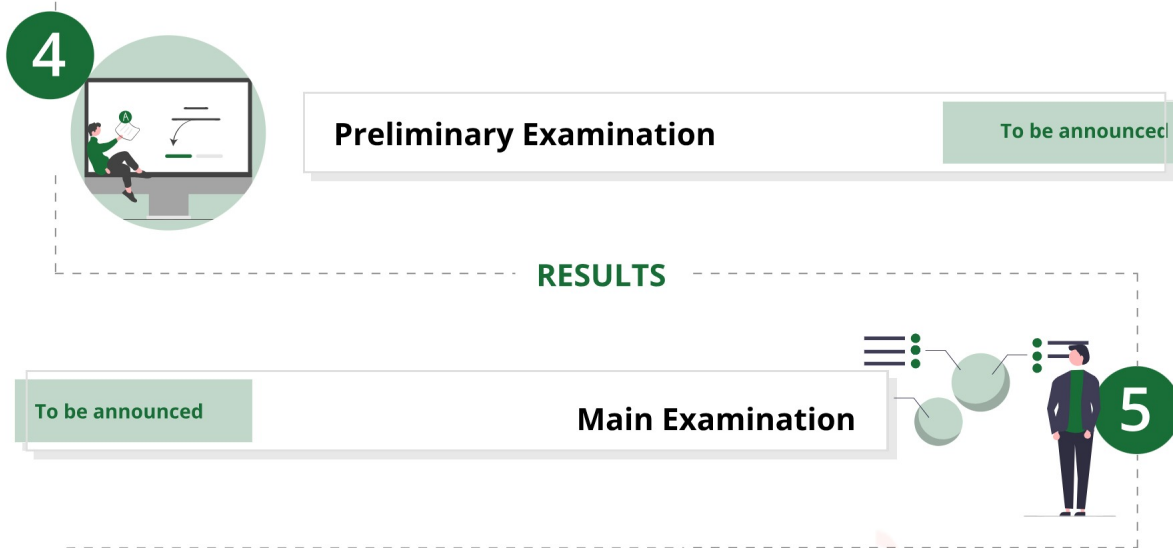 4
A
Preliminary Examination
To be announced
RESULTS
To be announced
Main Examination
5